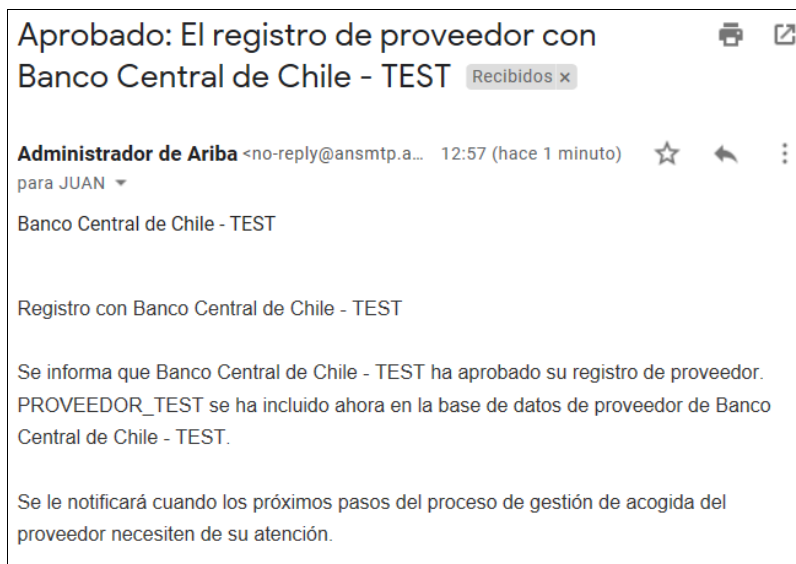 Aprobado: El registro de proveedor con
Banco Central de Chile - TEST Recibidos x
Administrador de Ariba <no-reply@ansmtp.a... 12:57 (hace 1 minuto)
para JUAN
Banco Central de Chile - TEST
Registro con Banco Central de Chile - TEST
Se informa que Banco Central de Chile - TEST ha aprobado su registro de proveedor.
PROVEEDOR_TEST se ha incluido ahora en la base de datos de proveedor de Banco
Central de Chile - TEST.
Se le notificará cuando los próximos pasos del proceso de gestión de acogida del
proveedor necesiten de su atención.